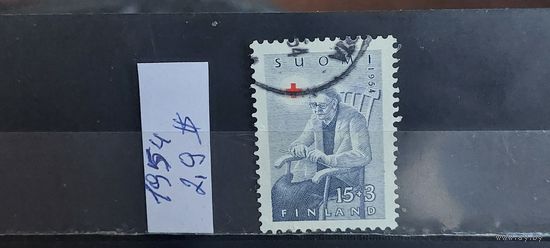 1954
2,9 $
SUOMI
1954
15+3
FINLAND